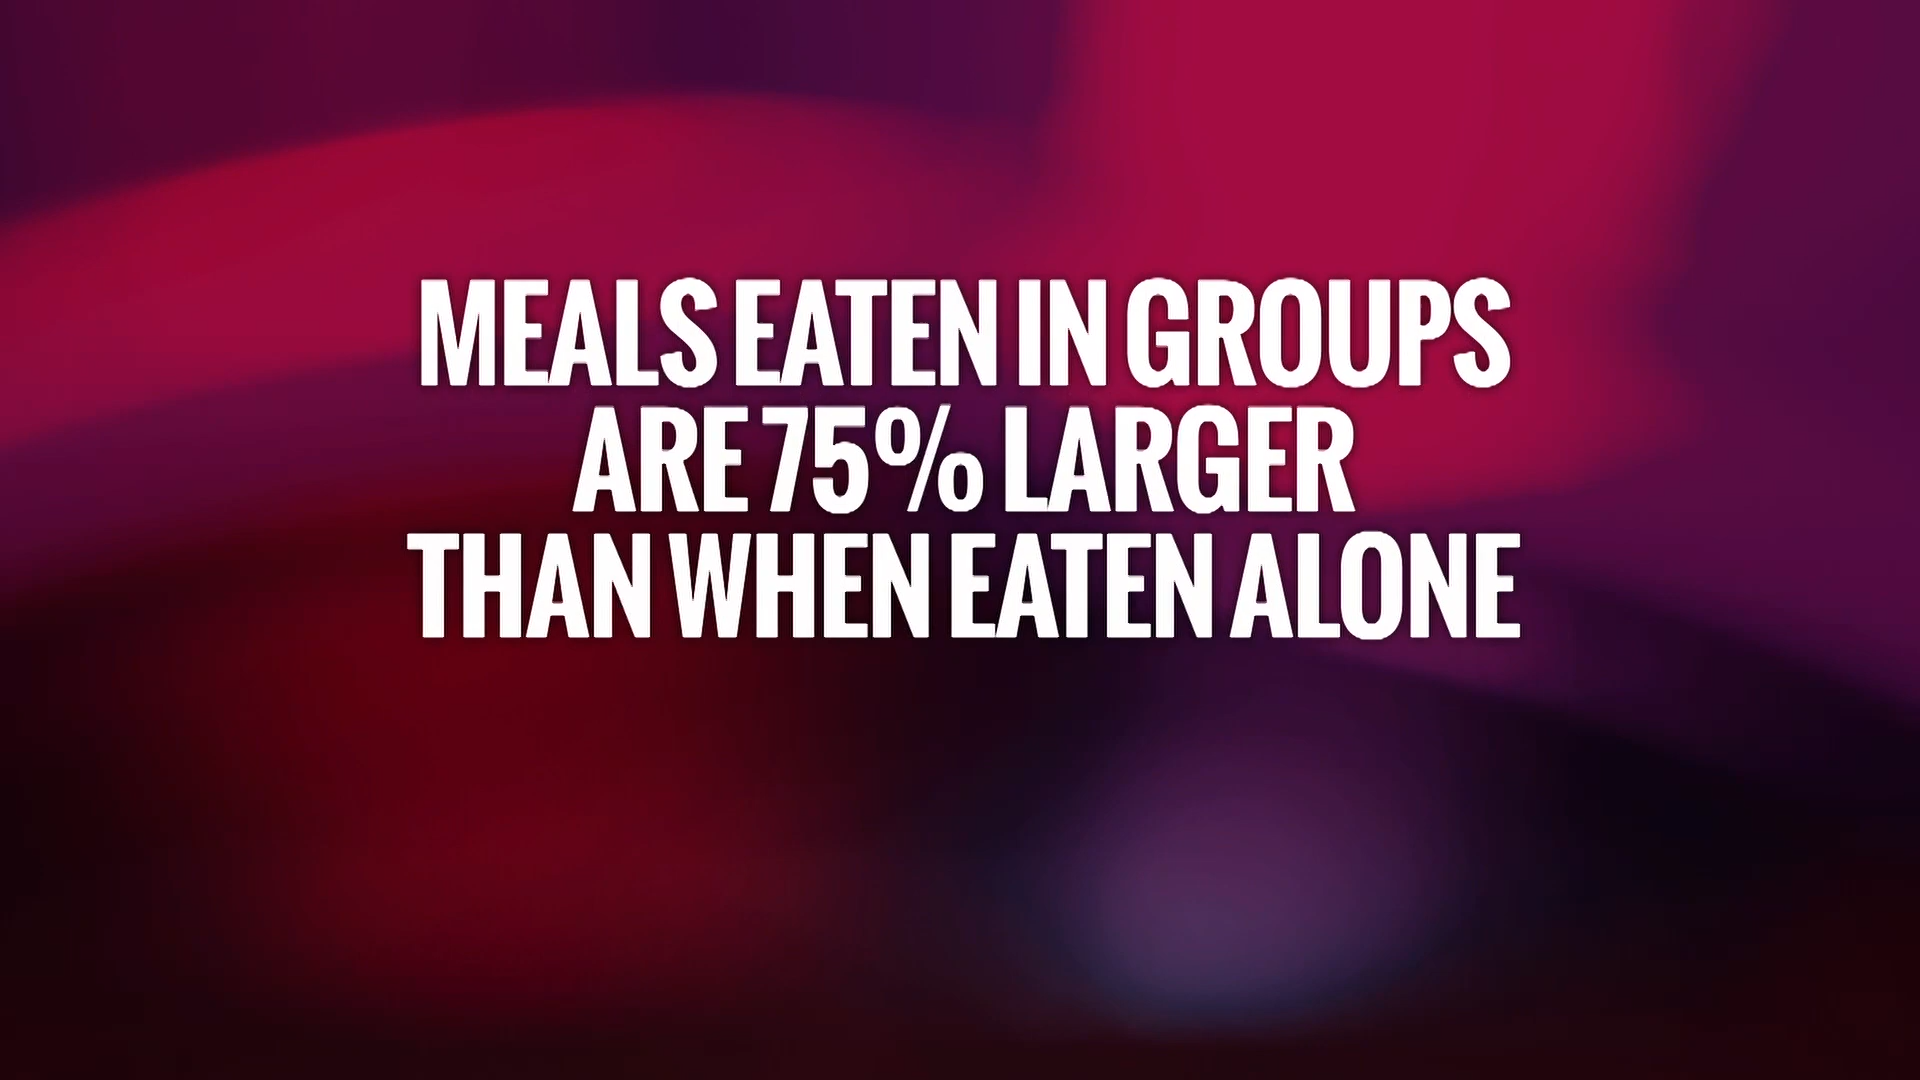 MEALS EATEN IN GROUPS
ARE 75% LARGER
THAN WHEN EATEN ALONE